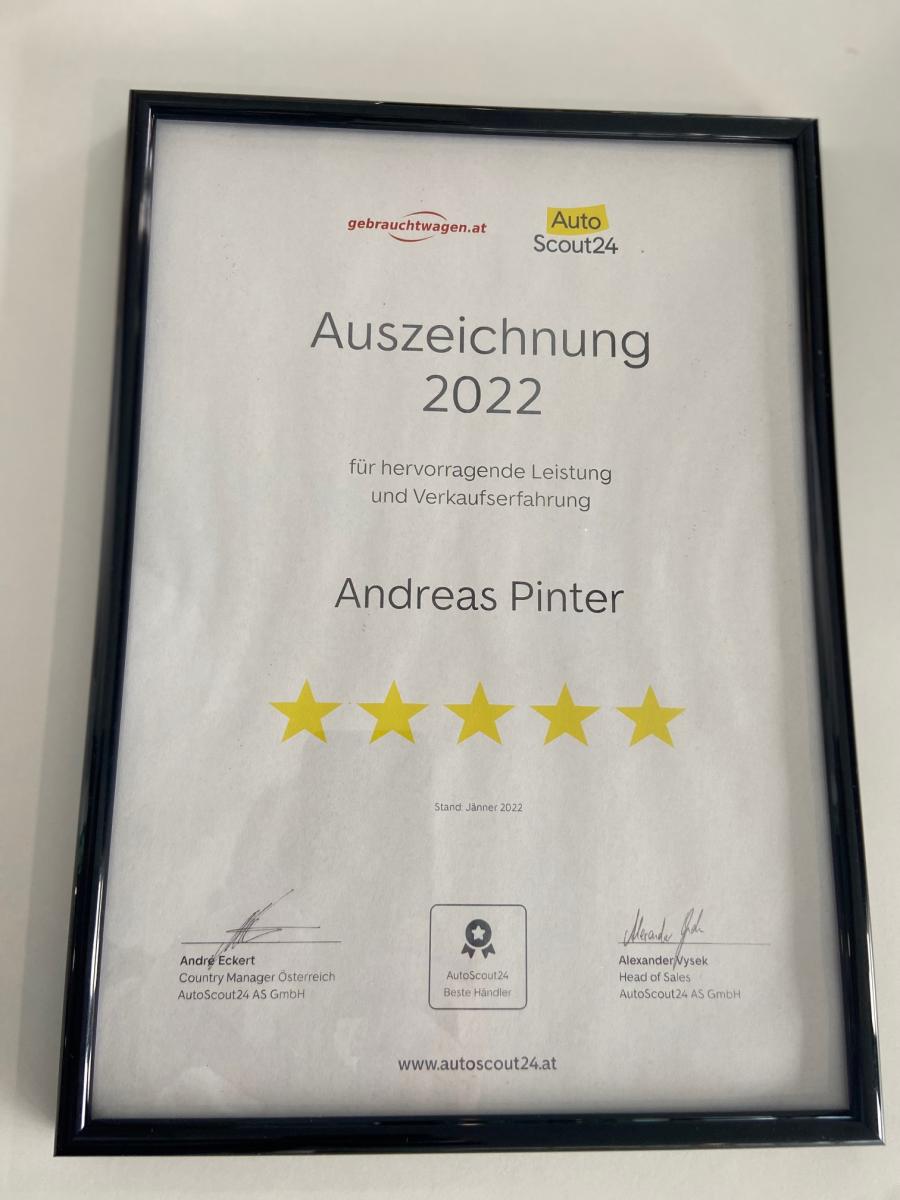 gebrauchtwagen.at
Auto
Scout24
Auszeichnung
2022
für hervorragende Leistung
und Verkaufserfahrung
Andreas Pinter
Stand: Jänner 2022
André Eckert
Country Manager Österreich
AutoScout24 AS GmbH
AutoScout24
Beste Händler
Alexander Vysek
Head of Sales
AutoScout24 AS GmbH
www.autoscout24.at